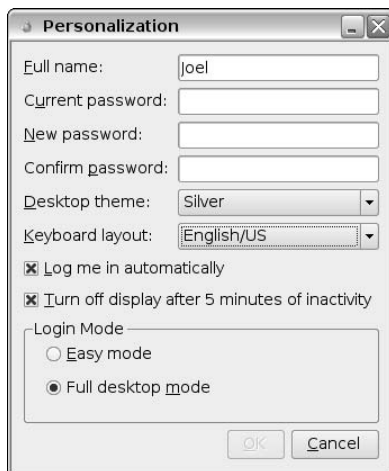 Personalization
Full name: Joel
Current password:
New password:
Confirm password:
Desktop theme: Silver
Keyboard layout: English/US
Log me in automatically
Turn off display after 5 minutes of inactivity
Login Mode
Easy mode
Full desktop mode
OK Cancel